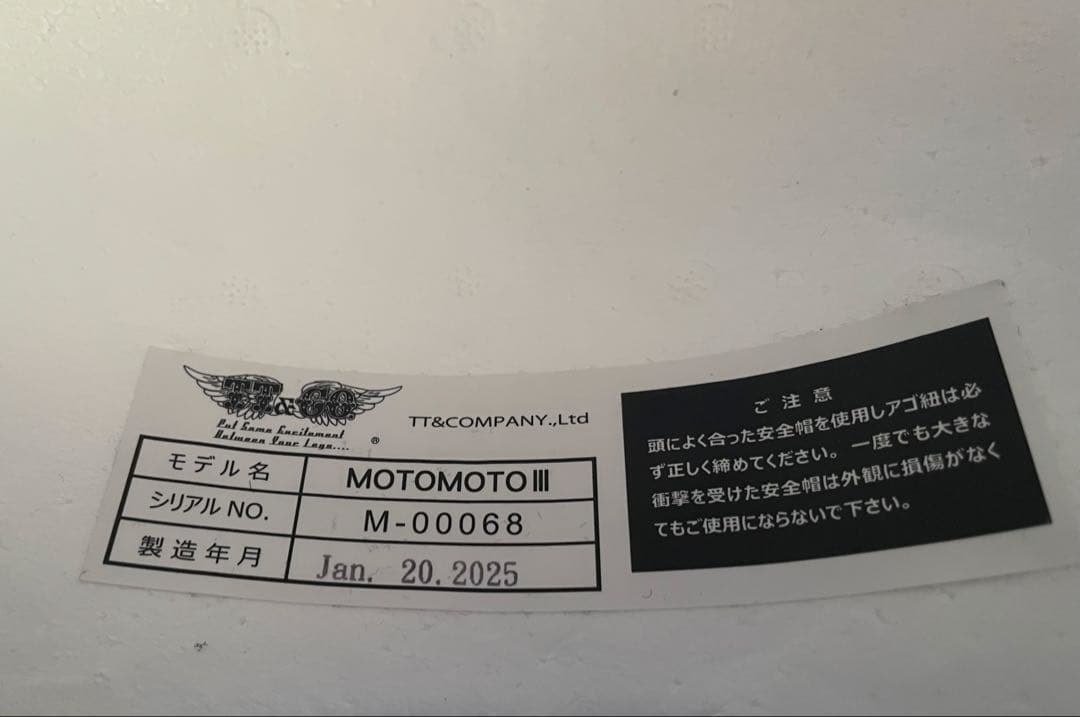 TT&CO.
Put Some Excitement
Between Your Legs.... ®
TT&COMPANY.,Ltd
モデル名 MOTOMOTOⅢ
シリアルNO. M-00068
製造年月 Jan. 20.2025
ご注意
頭によく合った安全帽を使用しアゴ紐は必
ず正しく締めてください。一度でも大きな
衝撃を受けた安全帽は外観に損傷がなく
てもご使用にならないで下さい。